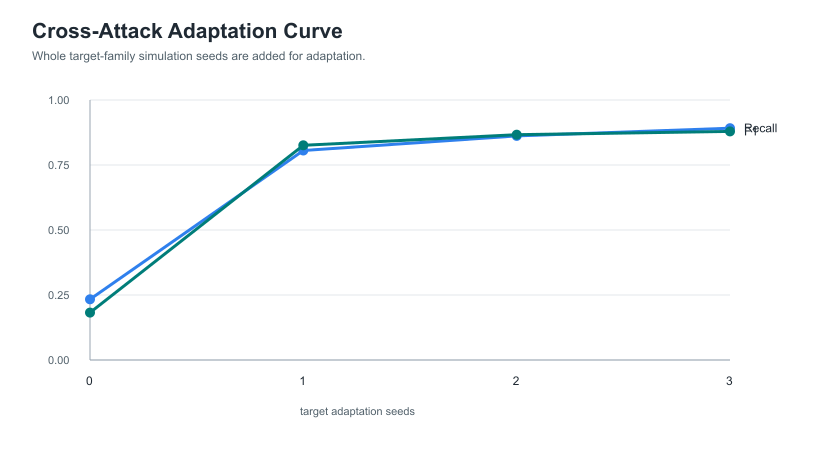 Cross-Attack Adaptation Curve
Whole target-family simulation seeds are added for adaptation.
1.00
Recall
F1
0.75
0.50
0.25
0.00
0 1 2 3
target adaptation seeds